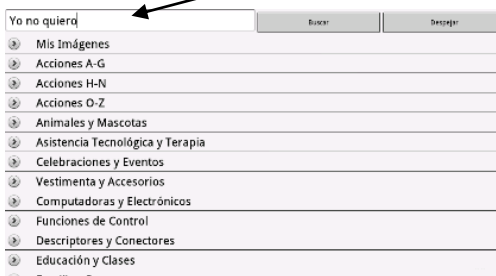 Yo no quiero Buscar Despejar
Mis Imágenes
Acciones A-G
Acciones H-N
Acciones O-Z
Animales y Mascotas
Asistencia Tecnológica y Terapia
Celebraciones y Eventos
Vestimenta y Accesorios
Computadoras y Electrónicos
Funciones de Control
Descriptores y Conectores
Educación y Clases